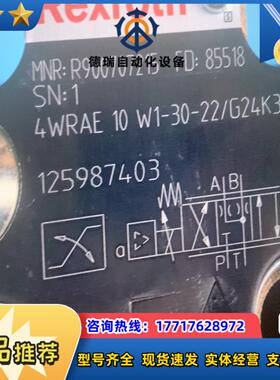 Rexroth
德瑞自动化设备
MNR: R900707215 FD: 85518
SN: 1
4WRAE 10 W1-30-22/G24K3
125987403
A B
a
T
P T
咨询热线：17717628972
品推荐
型号齐全 现货速发 实体经营